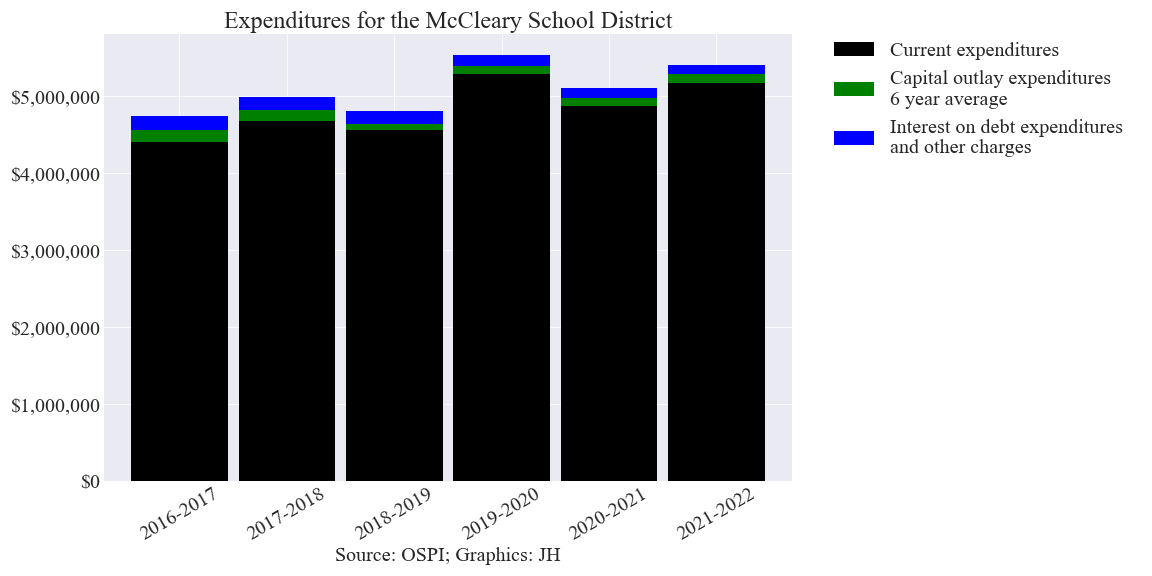 Expenditures for the McCleary School District
Current expenditures
Capital outlay expenditures
6 year average
Interest on debt expenditures
and other charges
$5,000,000
$4,000,000
$3,000,000
$2,000,000
$1,000,000
$0
2016-2017
2017-2018
2018-2019
2019-2020
2020-2021
2021-2022
Source: OSPI; Graphics: JH